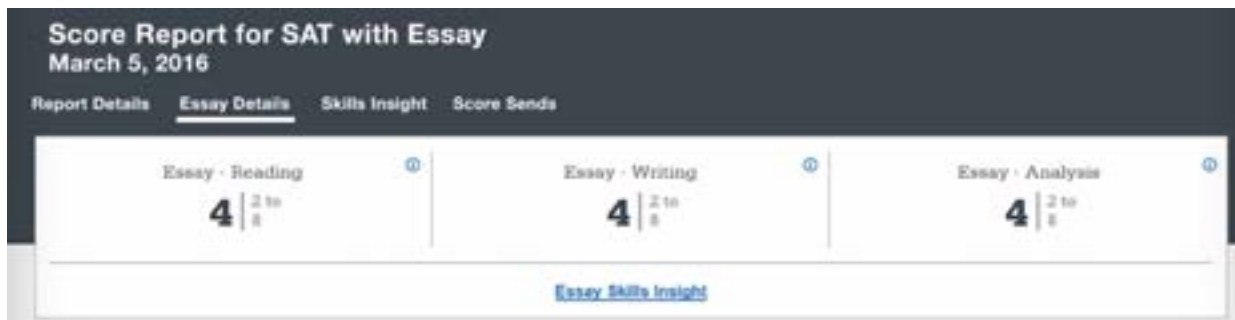 Score Report for SAT with Essay
March 5, 2016
Report Details Essay Details Skills Insight Score Sends
Essay - Reading
4 2 to 8
Essay - Writing
4 2 to 8
Essay - Analysis
4 2 to 8
Essay Skills Insight